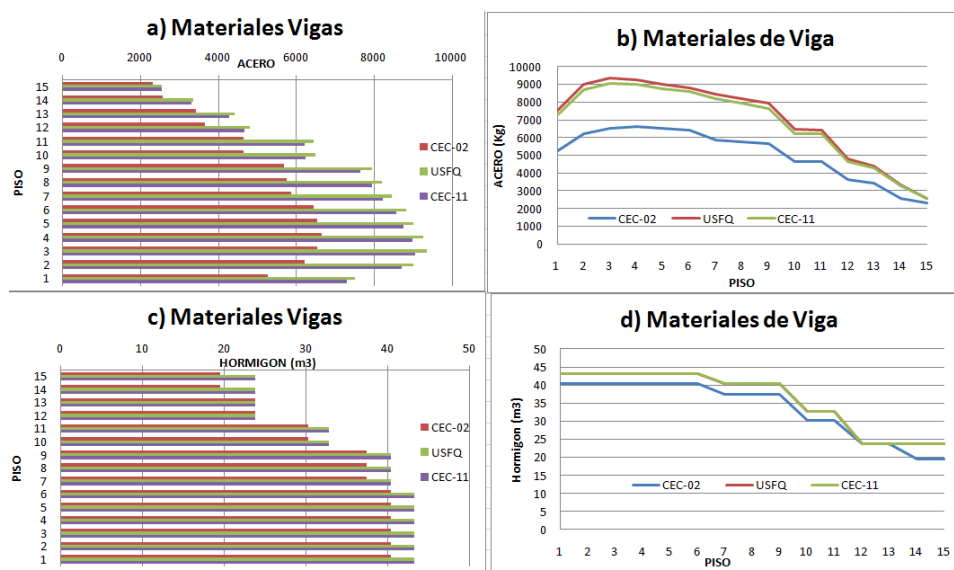 a) Materiales Vigas
0 2000 4000 6000 8000 10000
ACERO
PISO
15
14
13
12
11
10
9
8
7
6
5
4
3
2
1
CEC-02
USFQ
CEC-11
b) Materiales de Viga
ACERO (Kg)
10000
9000
8000
7000
6000
5000
4000
3000
2000
1000
0
CEC-02 USFQ CEC-11
1 2 3 4 5 6 7 8 9 10 11 12 13 14 15
PISO
c) Materiales Vigas
0 10 20 30 40 50
HORMIGON (m3)
PISO
15
14
13
12
11
10
9
8
7
6
5
4
3
2
1
CEC-02
USFQ
CEC-11
d) Materiales de Viga
Hormigon (m3)
50
45
40
35
30
25
20
15
10
5
0
CEC-02 USFQ CEC-11
1 2 3 4 5 6 7 8 9 10 11 12 13 14 15
PISO